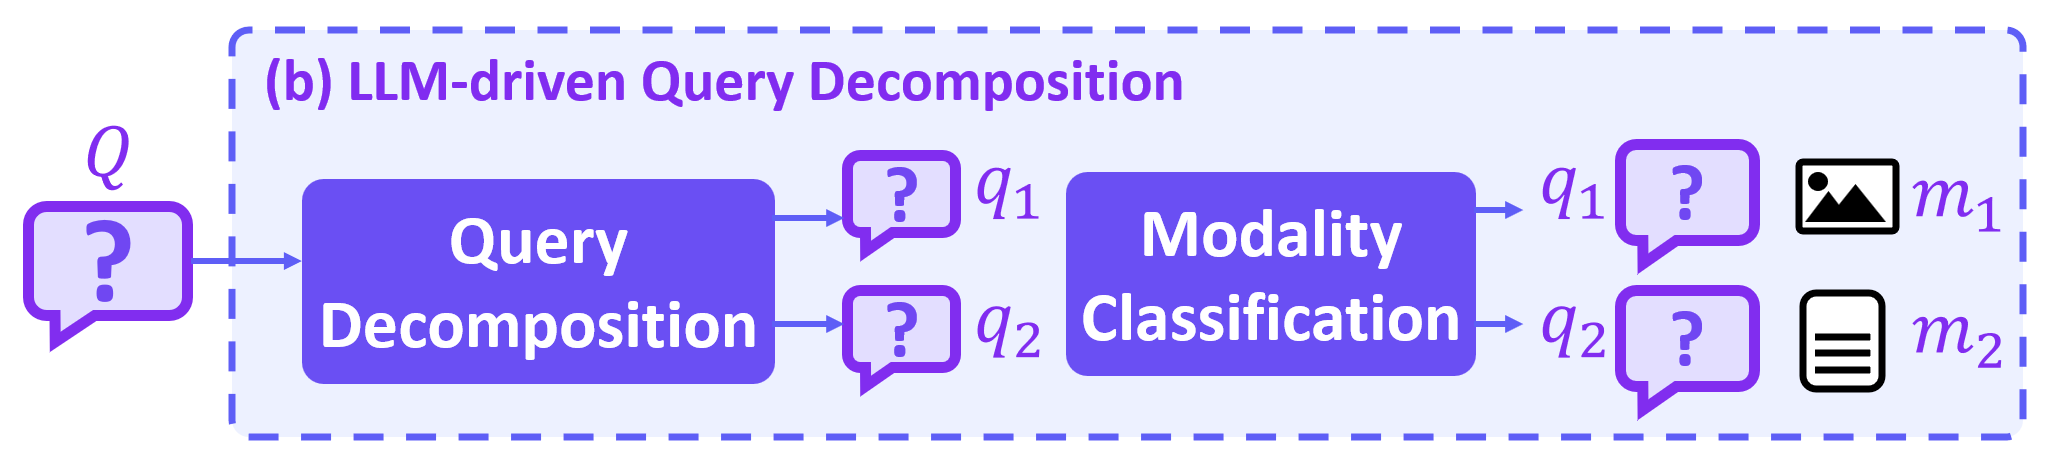 (b) LLM-driven Query Decomposition
Q
?
Query
Decomposition
? q₁
? q₂
Modality
Classification
q₁ ? m₁
q₂ ? m₂